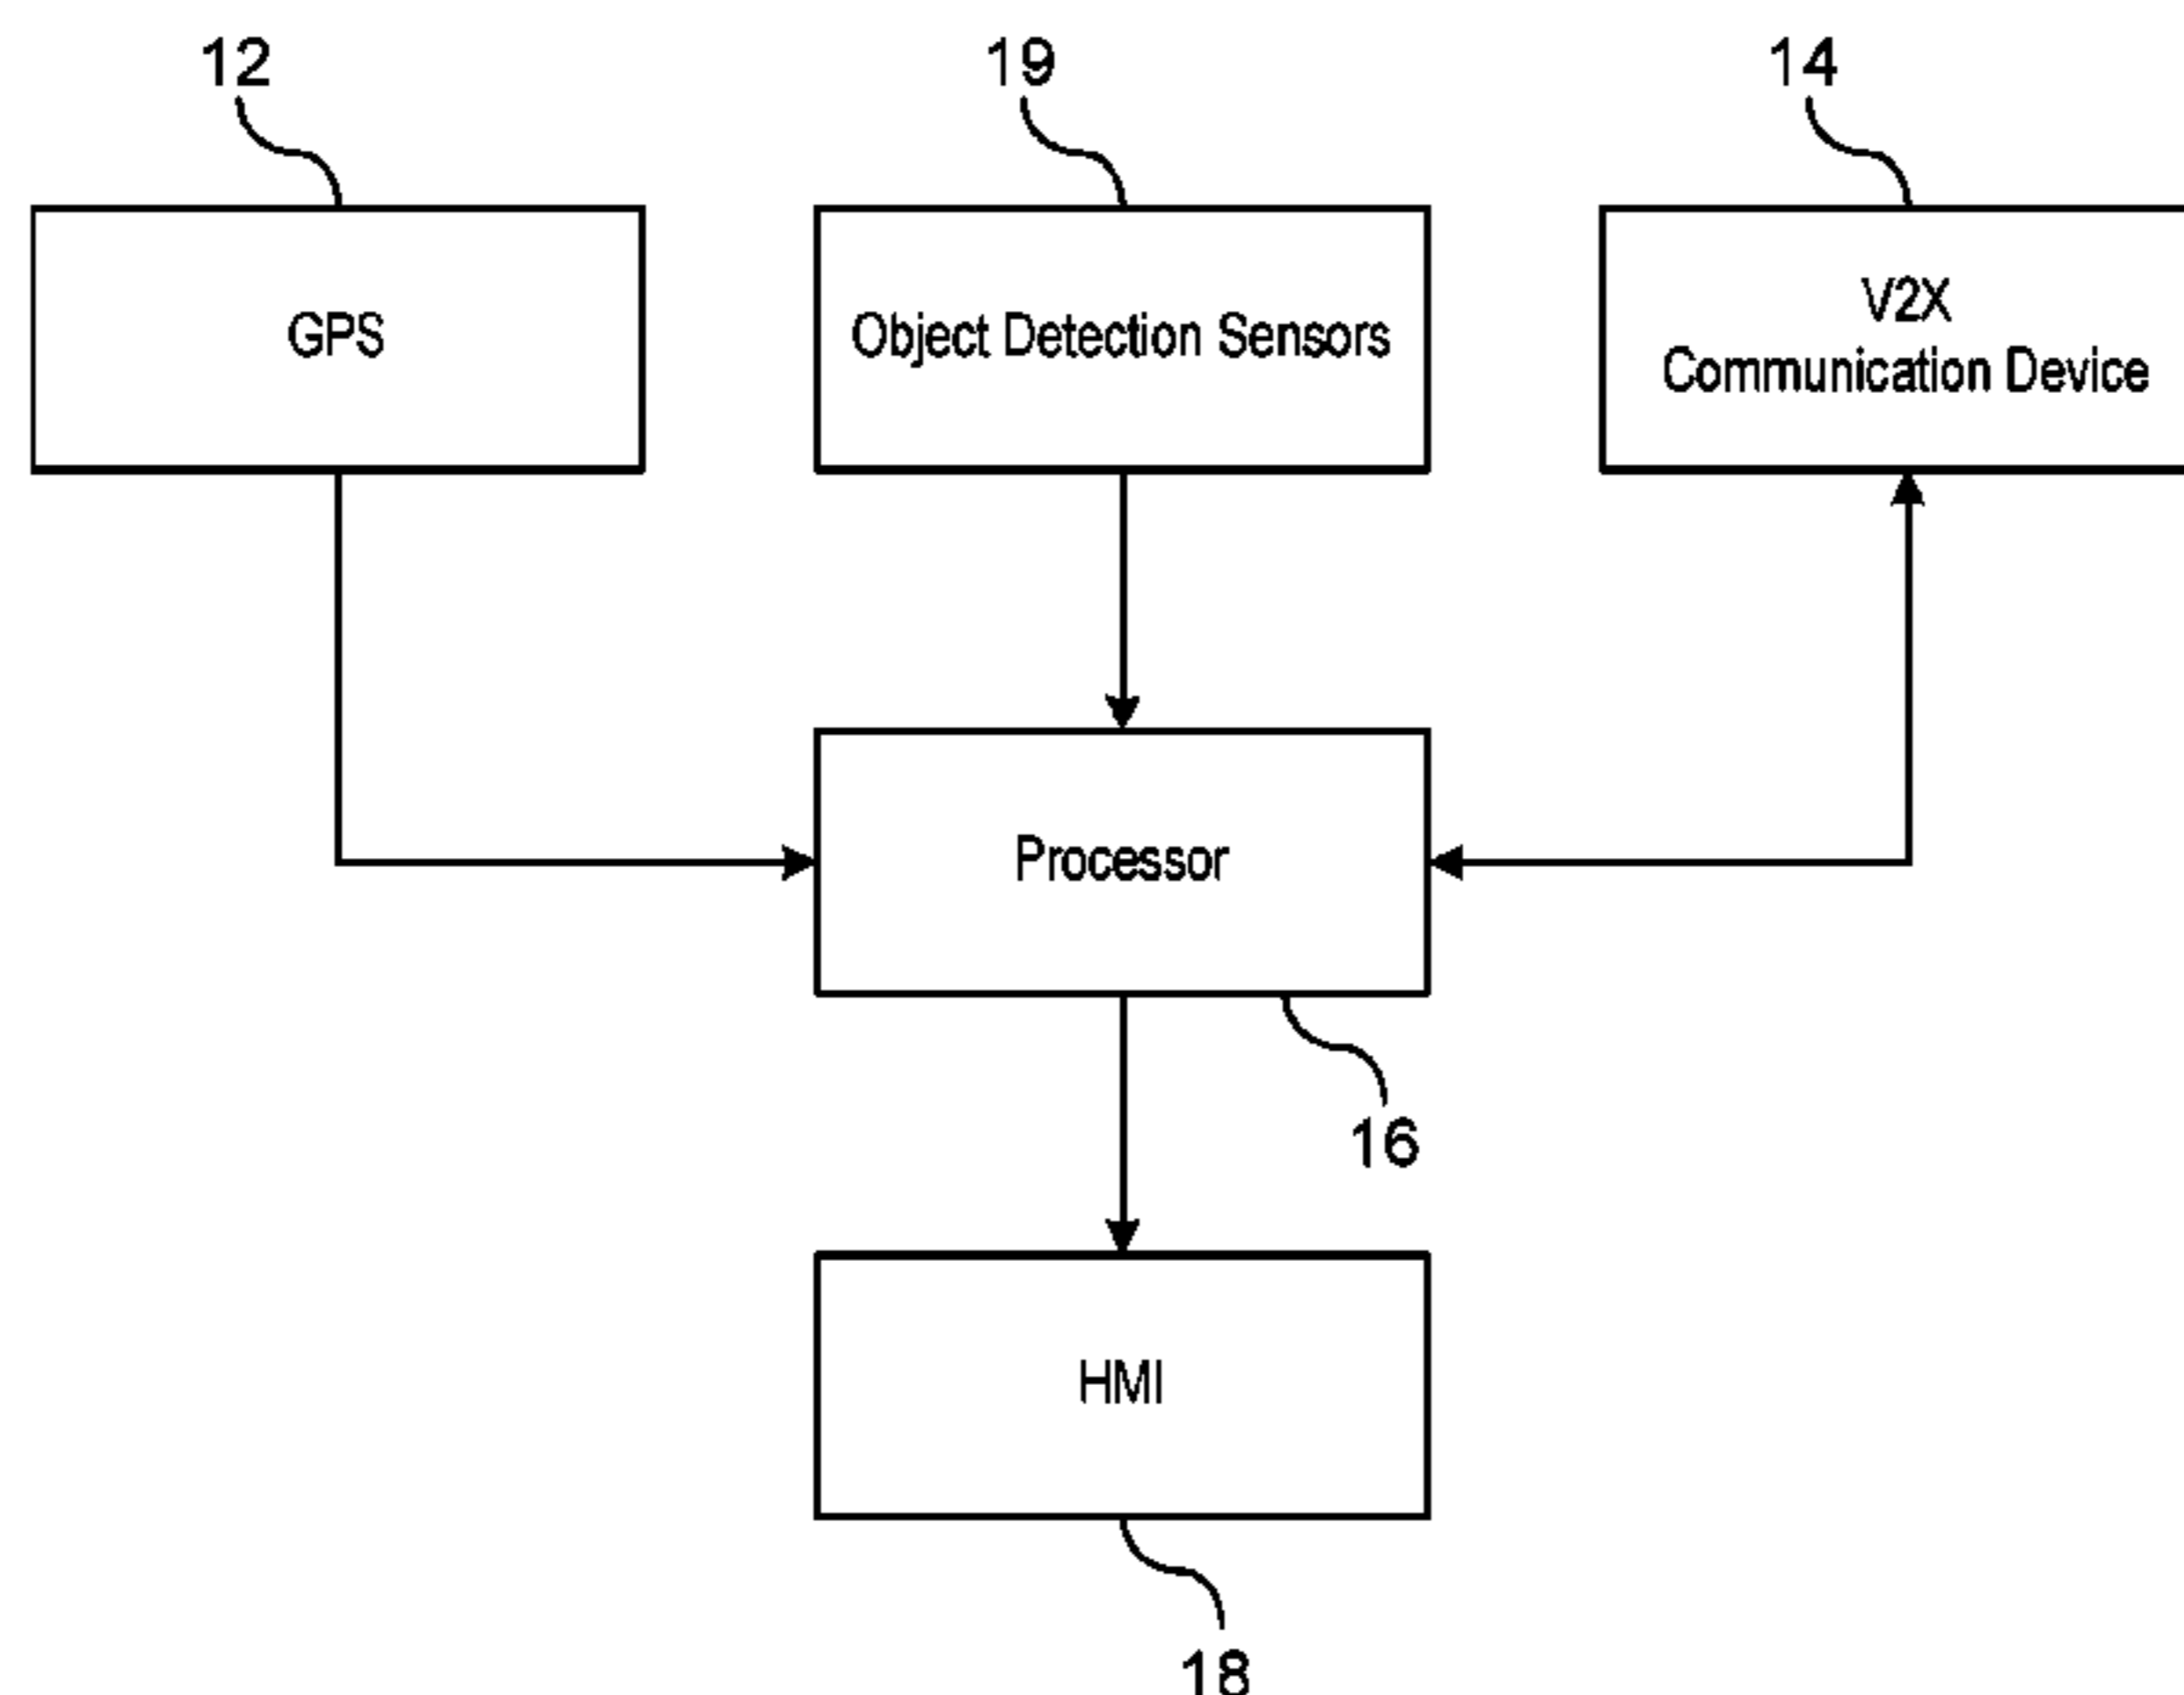 12
19
14
GPS
Object Detection Sensors
V2X
Communication Device
Processor
16
HMI
18